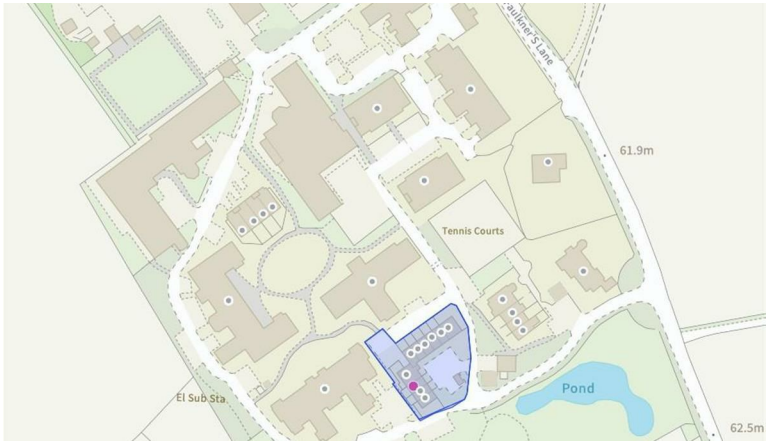 FAULKNER'S LANE
61.9m
Tennis Courts
El Sub Sta
Pond
62.5m